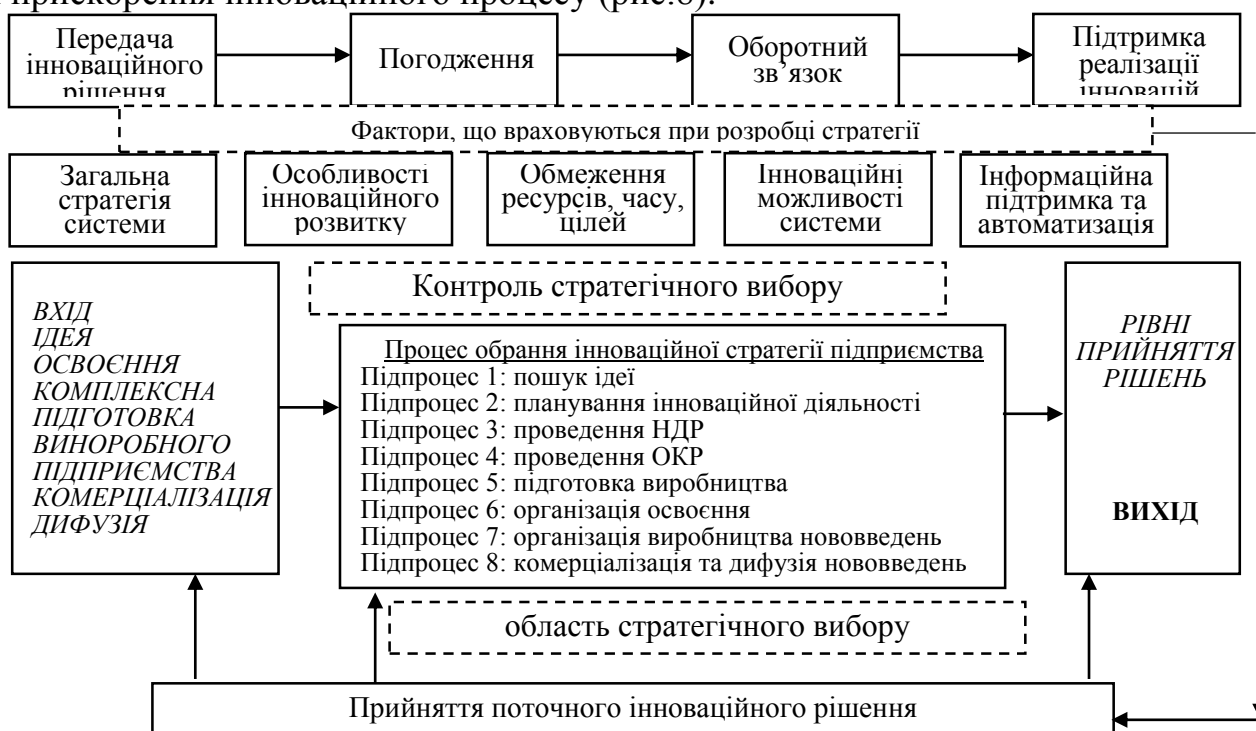 прискорення інноваційного процесу (рис.8).
Передача
інноваційного
рішення
Погодження
Оборотний
зв’язок
Підтримка
реалізації
інновацій
Фактори, що враховуються при розробці стратегії
Загальна
стратегія
системи
Особливості
інноваційного
розвитку
Обмеження
ресурсів, часу,
цілей
Інноваційні
можливості
системи
Інформаційна
підтримка та
автоматизація
Контроль стратегічного вибору
ВХІД
ІДЕЯ
ОСВОЄННЯ
КОМПЛЕКСНА
ПІДГОТОВКА
ВИНОРОБНОГО
ПІДПРИЄМСТВА
КОМЕРЦІАЛІЗАЦІЯ
ДИФУЗІЯ
Процес обрання інноваційної стратегії підприємства
Підпроцес 1: пошук ідеї
Підпроцес 2: планування інноваційної діяльності
Підпроцес 3: проведення НДР
Підпроцес 4: проведення ОКР
Підпроцес 5: підготовка виробництва
Підпроцес 6: організація освоєння
Підпроцес 7: організація виробництва нововведень
Підпроцес 8: комерціалізація та дифузія нововведень
РІВНІ
ПРИЙНЯТТЯ
РІШЕНЬ
ВИХІД
область стратегічного вибору
Прийняття поточного інноваційного рішення